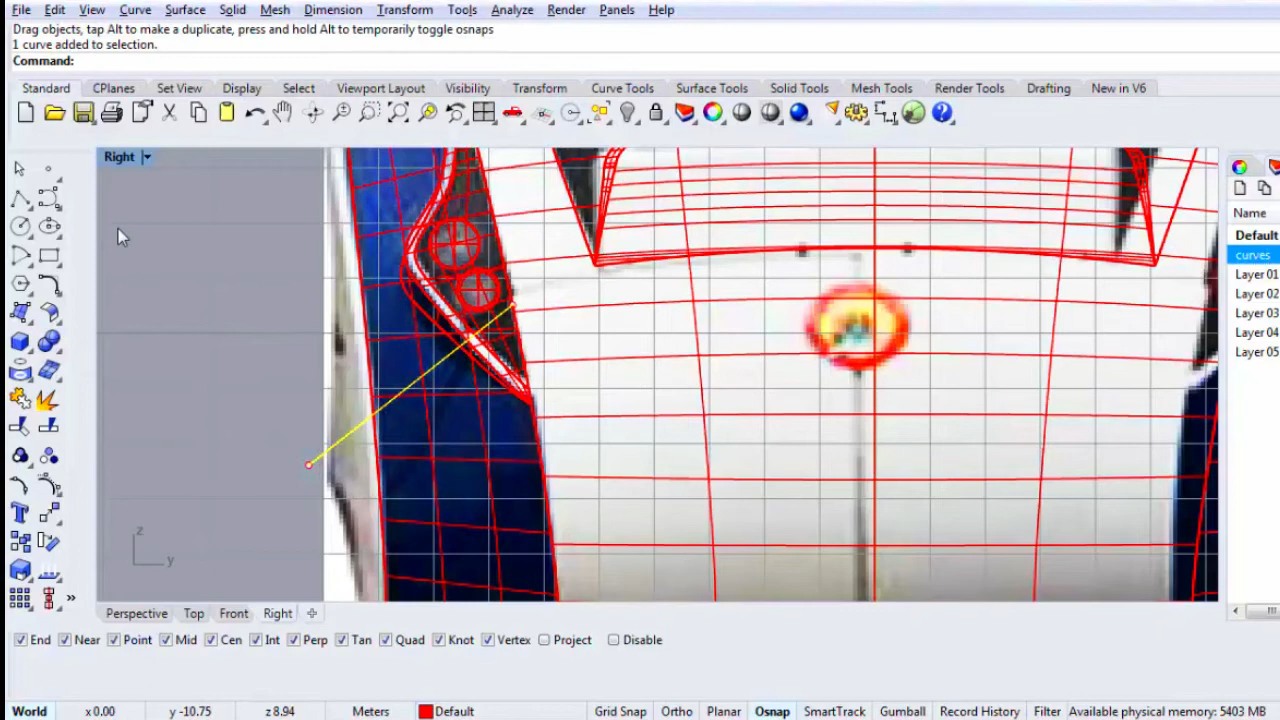 File Edit View Curve Surface Solid Mesh Dimension Transform Tools Analyze Render Panels Help
Drag objects, tap Alt to make a duplicate, press and hold Alt to temporarily toggle osnaps
1 curve added to selection.
Command:
Standard CPlanes Set View Display Select Viewport Layout Visibility Transform Curve Tools Surface Tools Solid Tools Mesh Tools Render Tools Drafting New in V6
Right
Name
Default
curves
Layer 01
Layer 02
Layer 03
Layer 04
Layer 05
z
y
Perspective Top Front Right
End Near Point Mid Cen Int Perp Tan Quad Knot Vertex Project Disable
World x 0.00 y -10.75 z 8.94 Meters Default Grid Snap Ortho Planar Osnap SmartTrack Gumball Record History Filter Available physical memory: 5403 MB